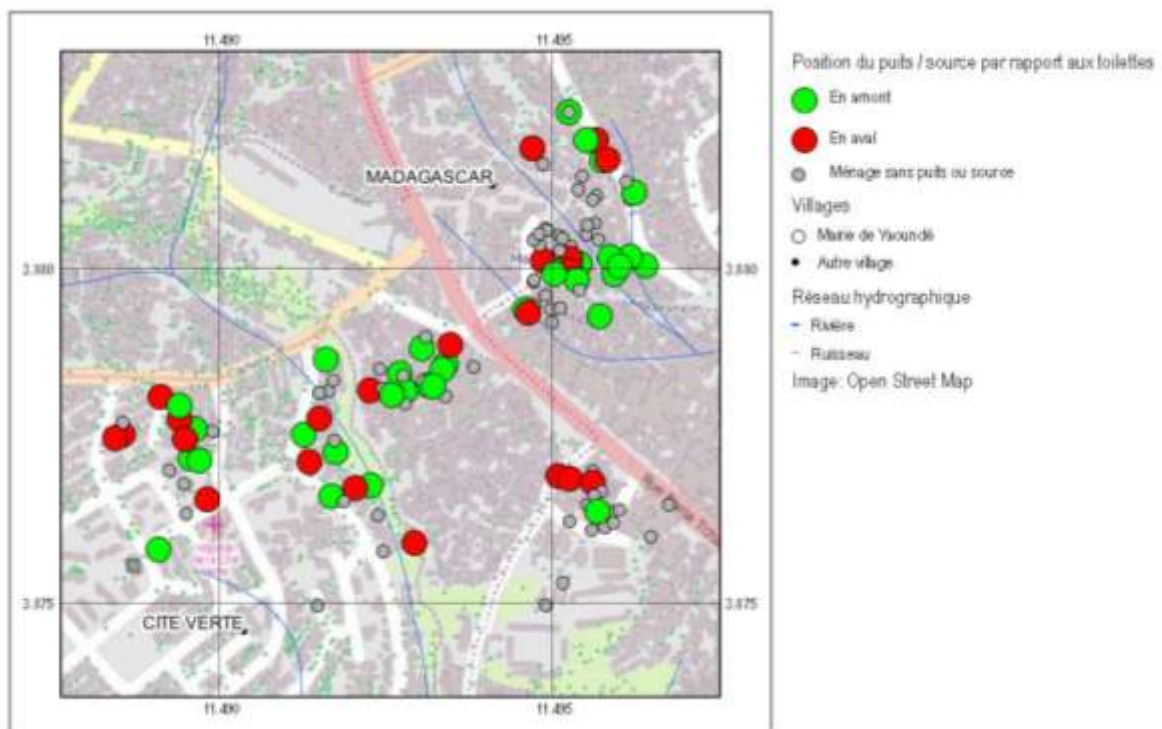 11.490 11.495
Position du puits / source par rapport aux toilettes
En amont
En aval
Ménage sans puits ou source
Villages
Mairie de Yaoundé
Autre village
Réseau hydrographique
Rivière
Ruisseau
Image: Open Street Map
MADAGASCAR
3.880 3.880
3.875 3.875
CITE VERTE
11.490 11.495